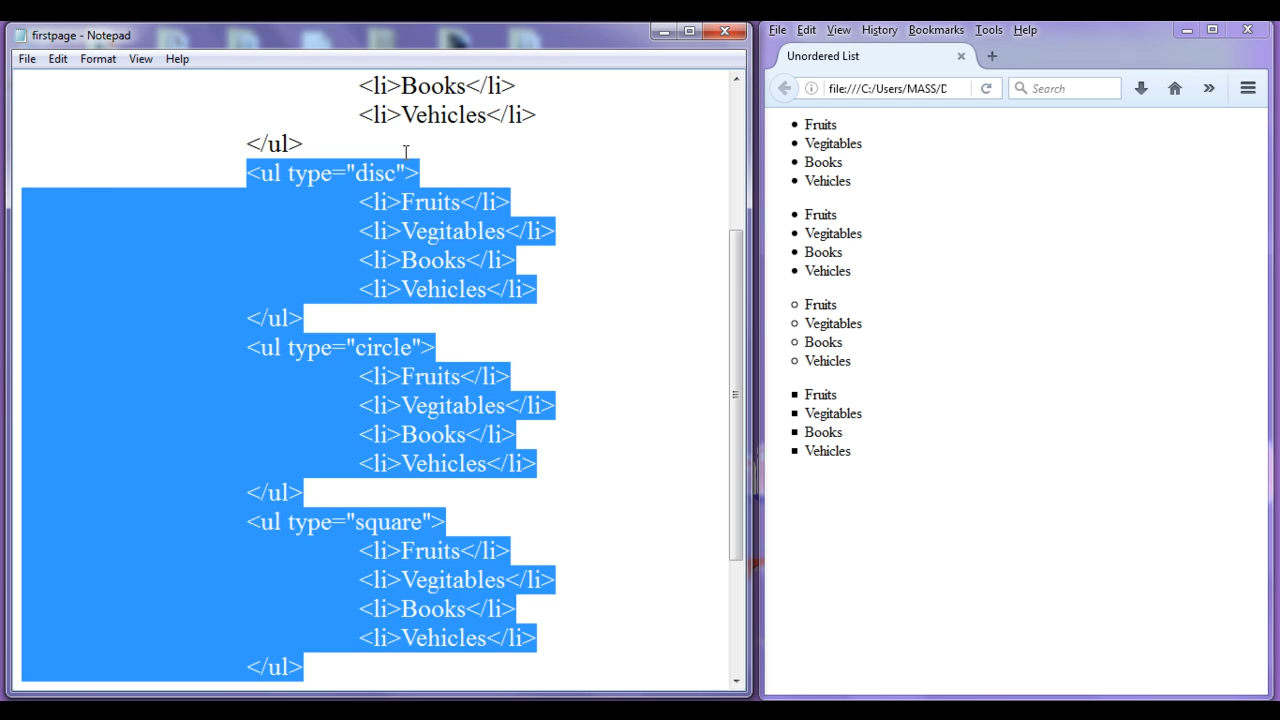 firstpage - Notepad
File Edit Format View Help
<li>Books</li>
<li>Vehicles</li>
</ul>
<ul type="disc">
<li>Fruits</li>
<li>Vegitables</li>
<li>Books</li>
<li>Vehicles</li>
</ul>
<ul type="circle">
<li>Fruits</li>
<li>Vegitables</li>
<li>Books</li>
<li>Vehicles</li>
</ul>
<ul type="square">
<li>Fruits</li>
<li>Vegitables</li>
<li>Books</li>
<li>Vehicles</li>
</ul>
File Edit View History Bookmarks Tools Help
Unordered List
file:///C:/Users/MASS/D
Search
Fruits
Vegitables
Books
Vehicles
Fruits
Vegitables
Books
Vehicles
Fruits
Vegitables
Books
Vehicles
Fruits
Vegitables
Books
Vehicles